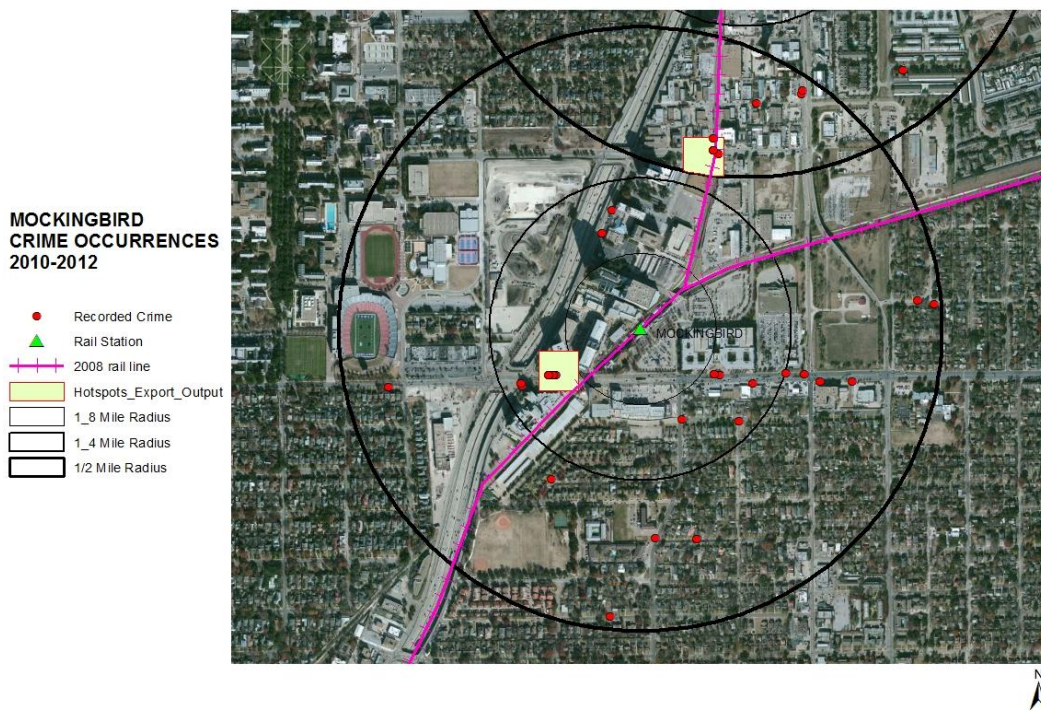 MOCKINGBIRD
CRIME OCCURRENCES
2010-2012
Recorded Crime
Rail Station
2008 rail line
Hotspots_Export_Output
1_8 Mile Radius
1_4 Mile Radius
1/2 Mile Radius
MOCKINGBIRD
N